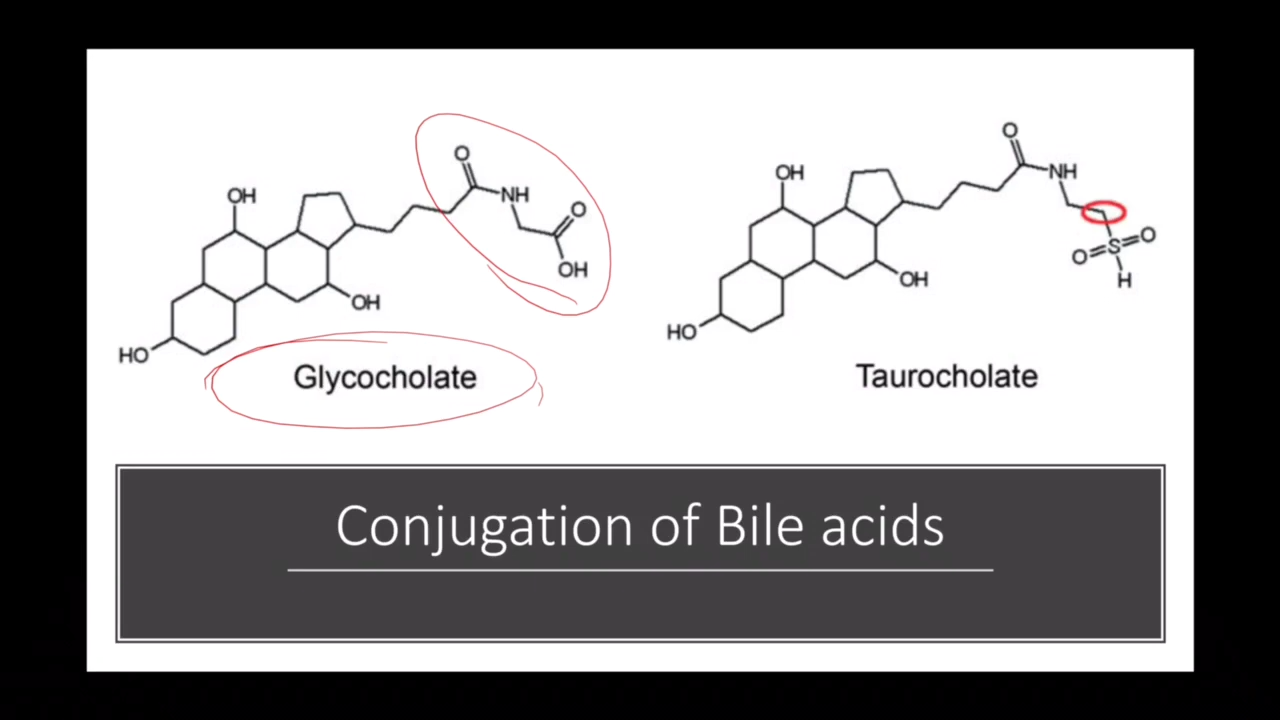 O
NH
O
OH
OH
OH
HO
Glycocholate
O
NH
OH
O
S
O
H
OH
HO
Taurocholate
Conjugation of Bile acids